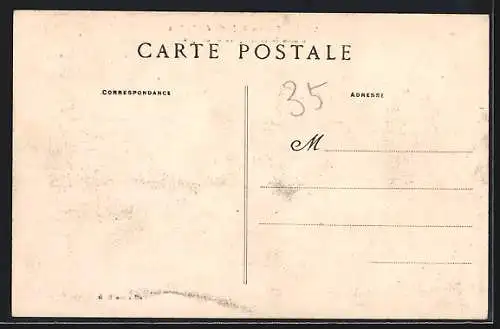 CARTE POSTALE
CORRESPONDANCE
35
ADRESSE
M